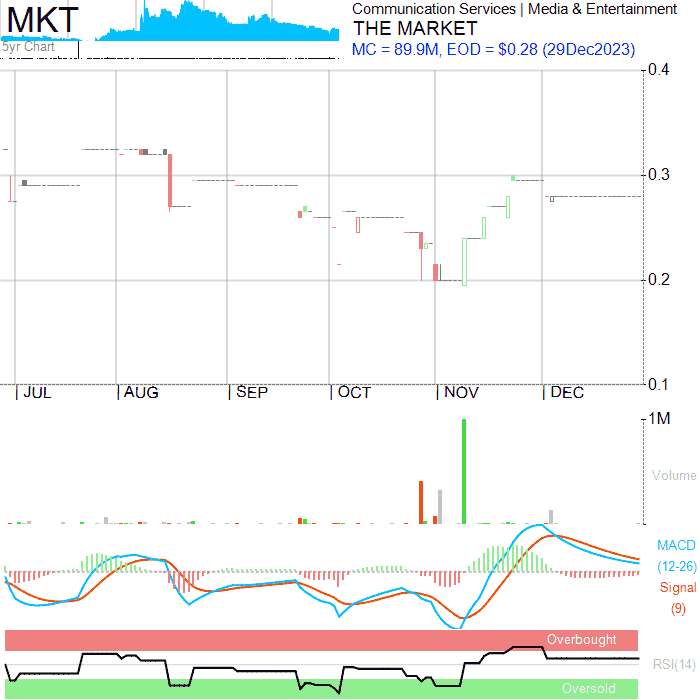 MKT
5yr Chart
Communication Services | Media & Entertainment
THE MARKET
MC = 89.9M, EOD = $0.28 (29Dec2023)
0.4
0.3
0.2
0.1
JUL AUG SEP OCT NOV DEC
1M
Volume
MACD
(12-26)
Signal
(9)
Overbought
RSI(14)
Oversold